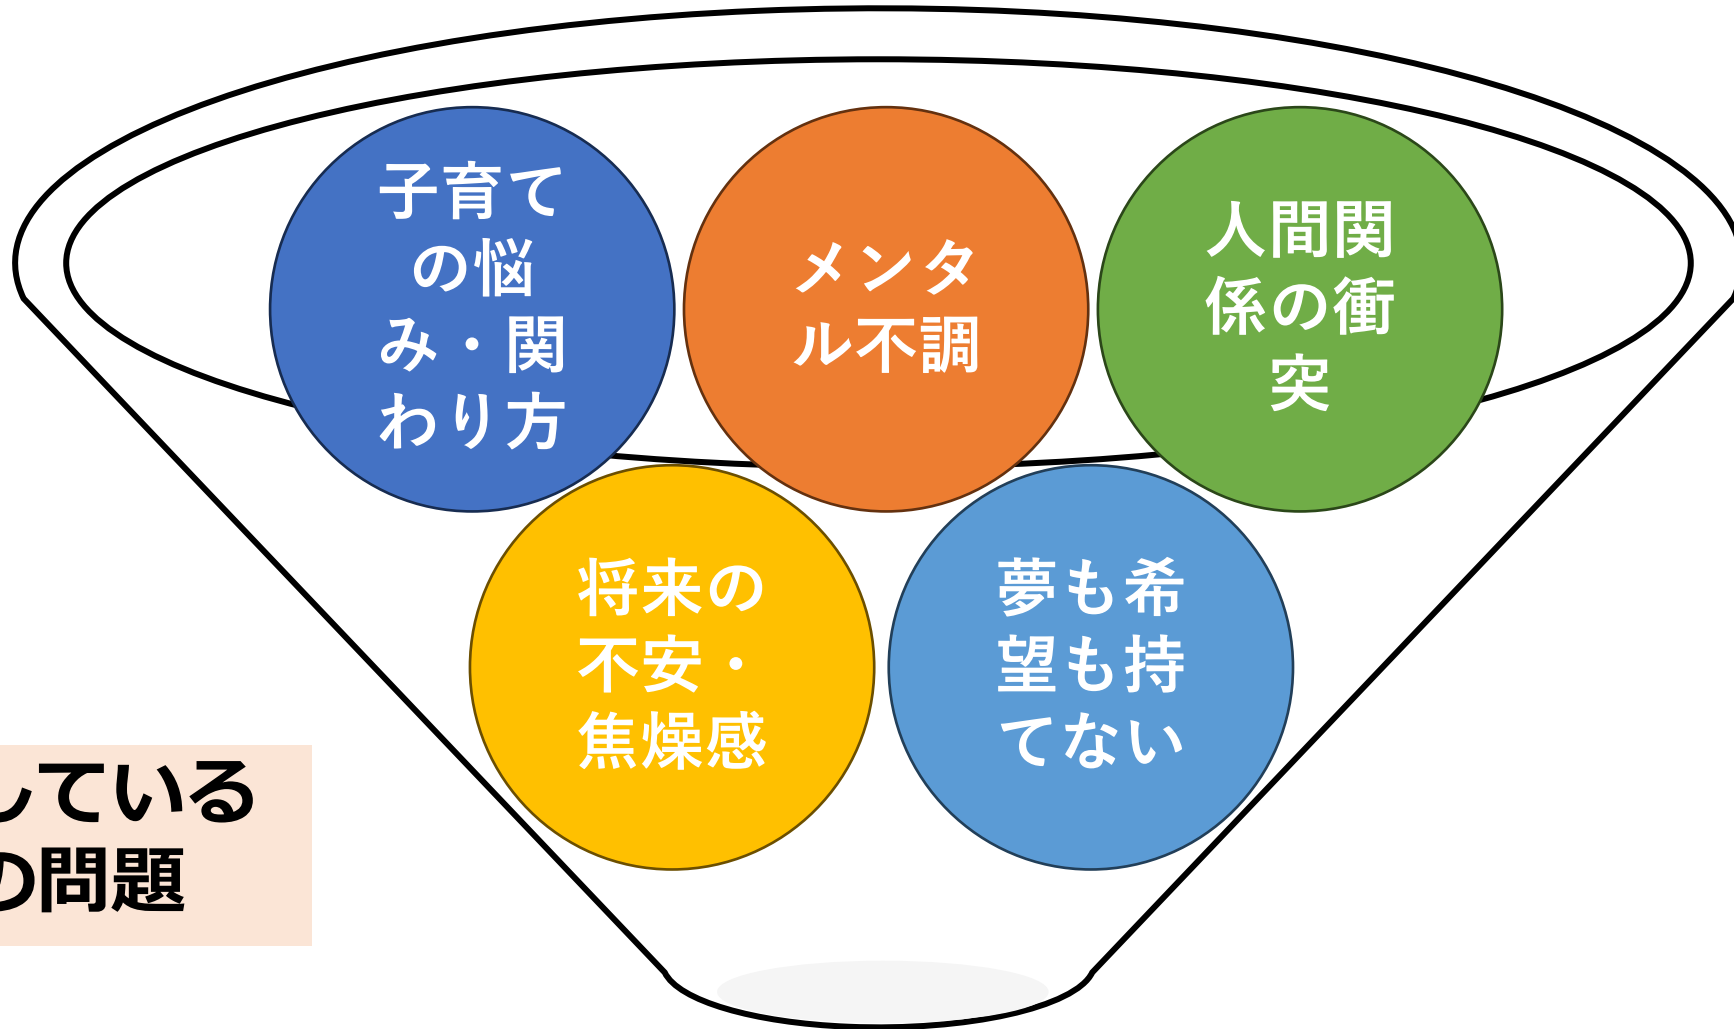 子育て
の悩
み・関
わり方
メンタ
ル不調
人間関
係の衝
突
将来の
不安・
焦燥感
夢も希
望も持
てない
している
の問題